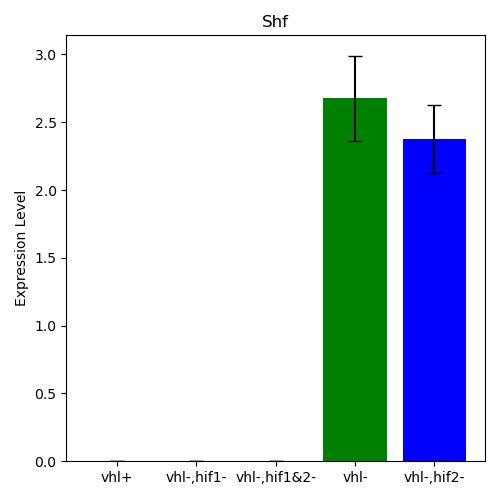 Shf
Expression Level
3.0
2.5
2.0
1.5
1.0
0.5
0.0
vhl+
vhl-,hif1-
vhl-,hif1&2-
vhl-
vhl-,hif2-